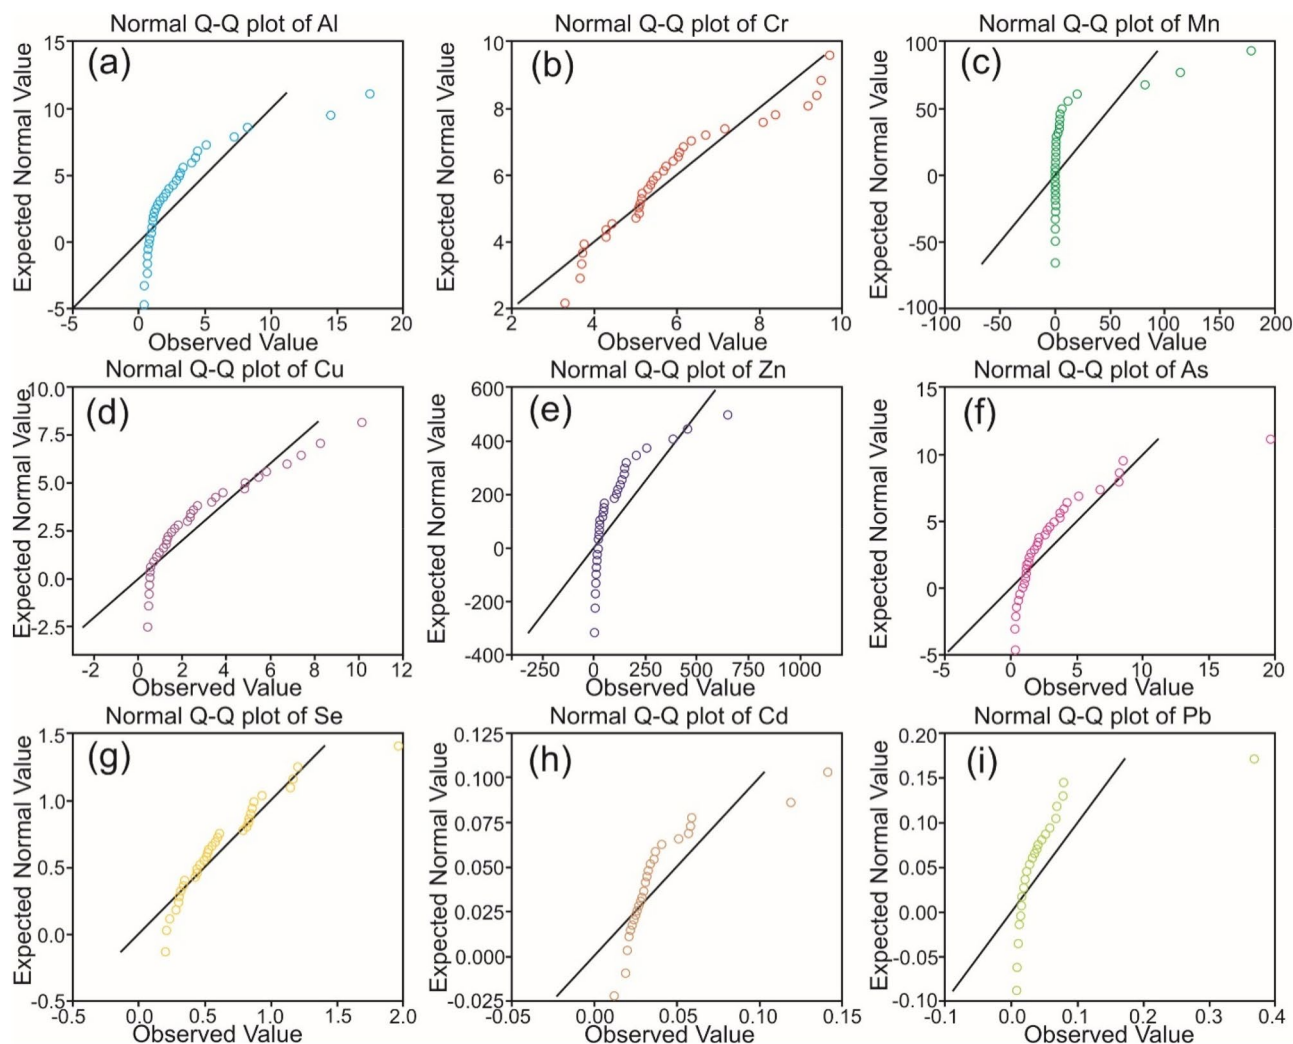 Normal Q-Q plot of Al
Normal Q-Q plot of Cr
Normal Q-Q plot of Mn
(a)
Expected Normal Value
15
10
5
0
-5
-5 0 5 10 15 20
Observed Value
(b)
Expected Normal Value
10
8
6
4
2
2 4 6 8 10
Observed Value
(c)
Expected Normal Value
100
50
0
-50
-100
-100 -50 0 50 100 150 200
Observed Value
Normal Q-Q plot of Cu
Normal Q-Q plot of Zn
Normal Q-Q plot of As
(d)
Expected Normal Value
10.0
7.5
5.0
2.5
0.0
-2.5
-2 0 2 4 6 8 10 12
Observed Value
(e)
Expected Normal Value
600
400
200
0
-200
-400
-250 0 250 500 750 1000
Observed Value
(f)
Expected Normal Value
15
10
5
0
-5
-5 0 5 10 15 20
Observed Value
Normal Q-Q plot of Se
Normal Q-Q plot of Cd
Normal Q-Q plot of Pb
(g)
Expected Normal Value
1.5
1.0
0.5
0.0
-0.5
-0.5 0.0 0.5 1.0 1.5 2.0
Observed Value
(h)
Expected Normal Value
0.125
0.100
0.075
0.050
0.025
0.000
-0.025
-0.05 0.00 0.05 0.10 0.15
Observed Value
(i)
Expected Normal Value
0.20
0.15
0.10
0.05
0.00
-0.05
-0.10
-0.1 0.0 0.1 0.2 0.3 0.4
Observed Value